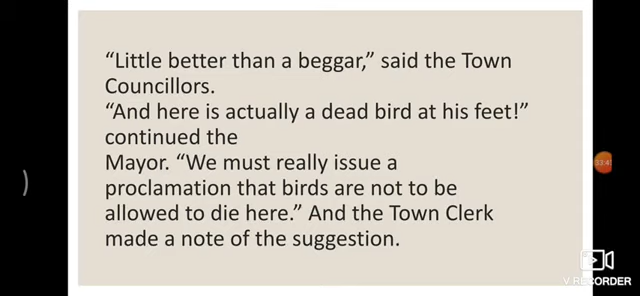 “Little better than a beggar,” said the Town
Councillors.
“And here is actually a dead bird at his feet!”
continued the
Mayor. “We must really issue a
proclamation that birds are not to be
allowed to die here.” And the Town Clerk
made a note of the suggestion.
03:41
V RECORDER